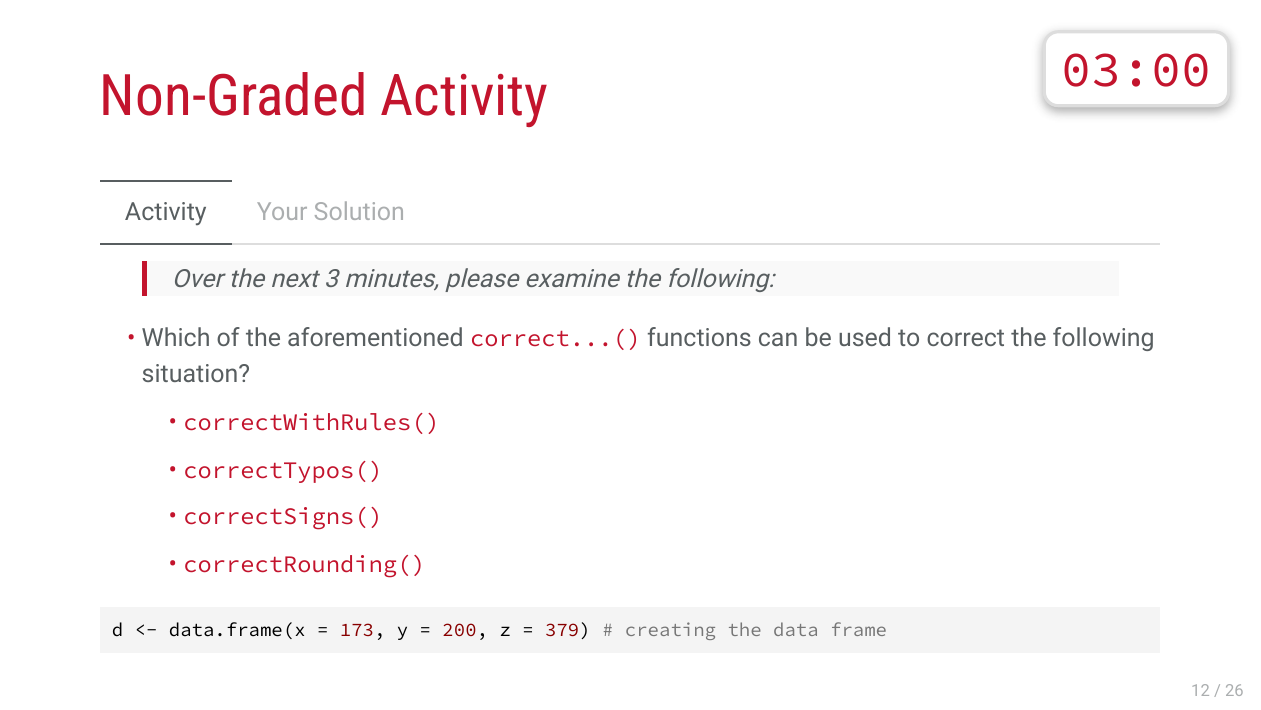 03:00
Non-Graded Activity
Activity Your Solution
Over the next 3 minutes, please examine the following:
• Which of the aforementioned correct...() functions can be used to correct the following
situation?
• correctWithRules()
• correctTypos()
• correctSigns()
• correctRounding()
d <- data.frame(x = 173, y = 200, z = 379) # creating the data frame
12 / 26